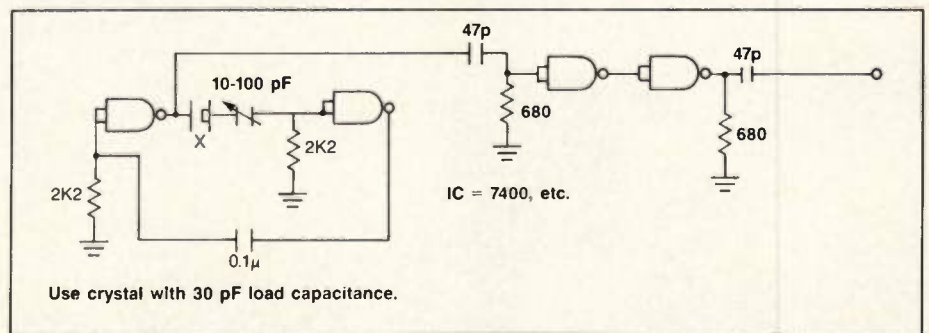 47p
47p
10-100 pF
X
680
2K2
680
2K2
IC = 7400, etc.
0.1μ
Use crystal with 30 pF load capacitance.